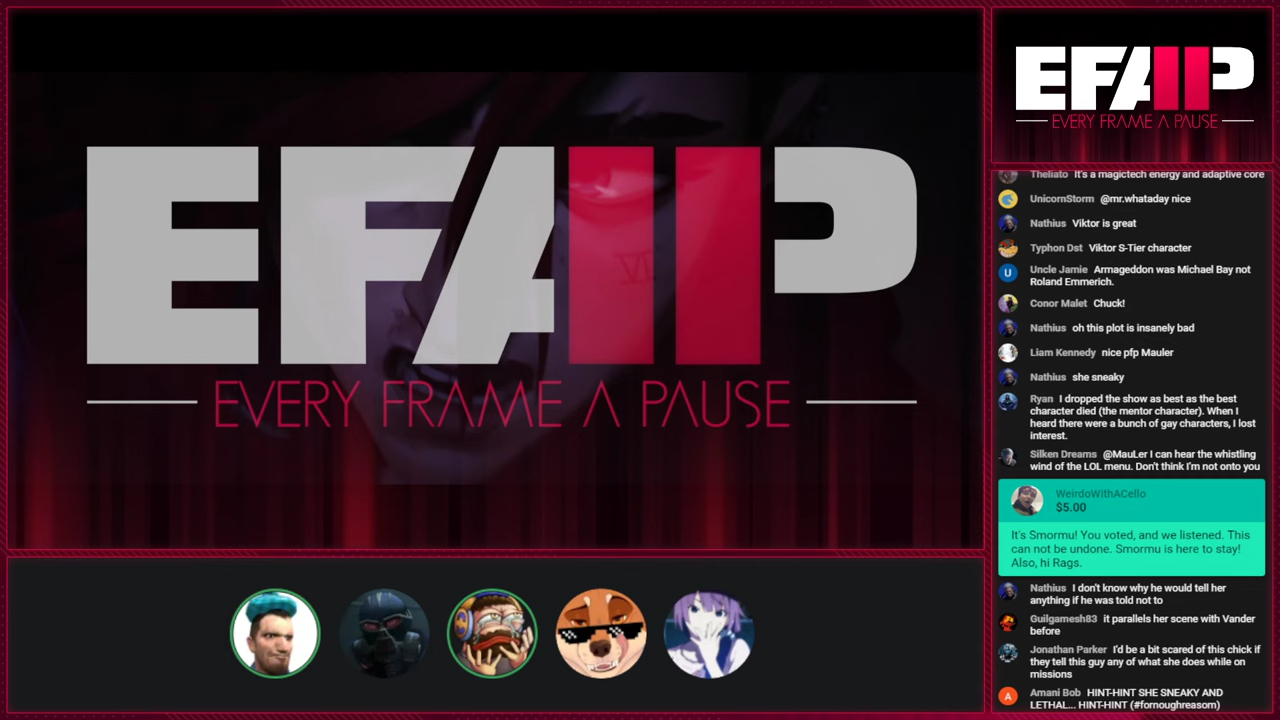 EFAP
EVERY FRAME A PAUSE
VI
EFAP
EVERY FRAME A PAUSE
Theliato It's a magictech energy and adaptive core
UnicornStorm @mr.whataday nice
Nathius Viktor is great
Typhon Dst Viktor S-Tier character
U
Uncle Jamie Armageddon was Michael Bay not
Roland Emmerich.
Conor Malet Chuck!
Nathius oh this plot is insanely bad
Liam Kennedy nice pfp Mauler
Nathius she sneaky
Ryan I dropped the show as best as the best
character died (the mentor character). When I
heard there were a bunch of gay characters, I lost
interest.
Silken Dreams @MauLer I can hear the whistling
wind of the LOL menu. Don't think I'm not onto you
WeirdoWithACello
$5.00
It's Smormu! You voted, and we listened. This
can not be undone. Smormu is here to stay!
Also, hi Rags.
Nathius I don't know why he would tell her
anything if he was told not to
Guilgamesh83 it parallels her scene with Vander
before
Jonathan Parker I'd be a bit scared of this chick if
they tell this guy any of what she does while on
missions
A
Amani Bob HINT-HINT SHE SNEAKY AND
LETHAL... HINT-HINT (#fornoughreasom)